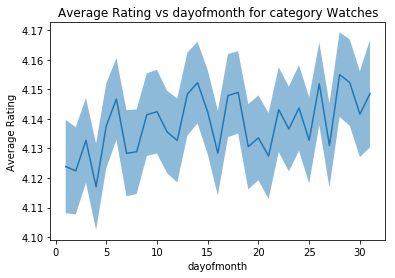 Average Rating vs dayofmonth for category Watches
4.17
4.16
4.15
4.14
4.13
4.12
4.11
4.10
Average Rating
0 5 10 15 20 25 30
dayofmonth